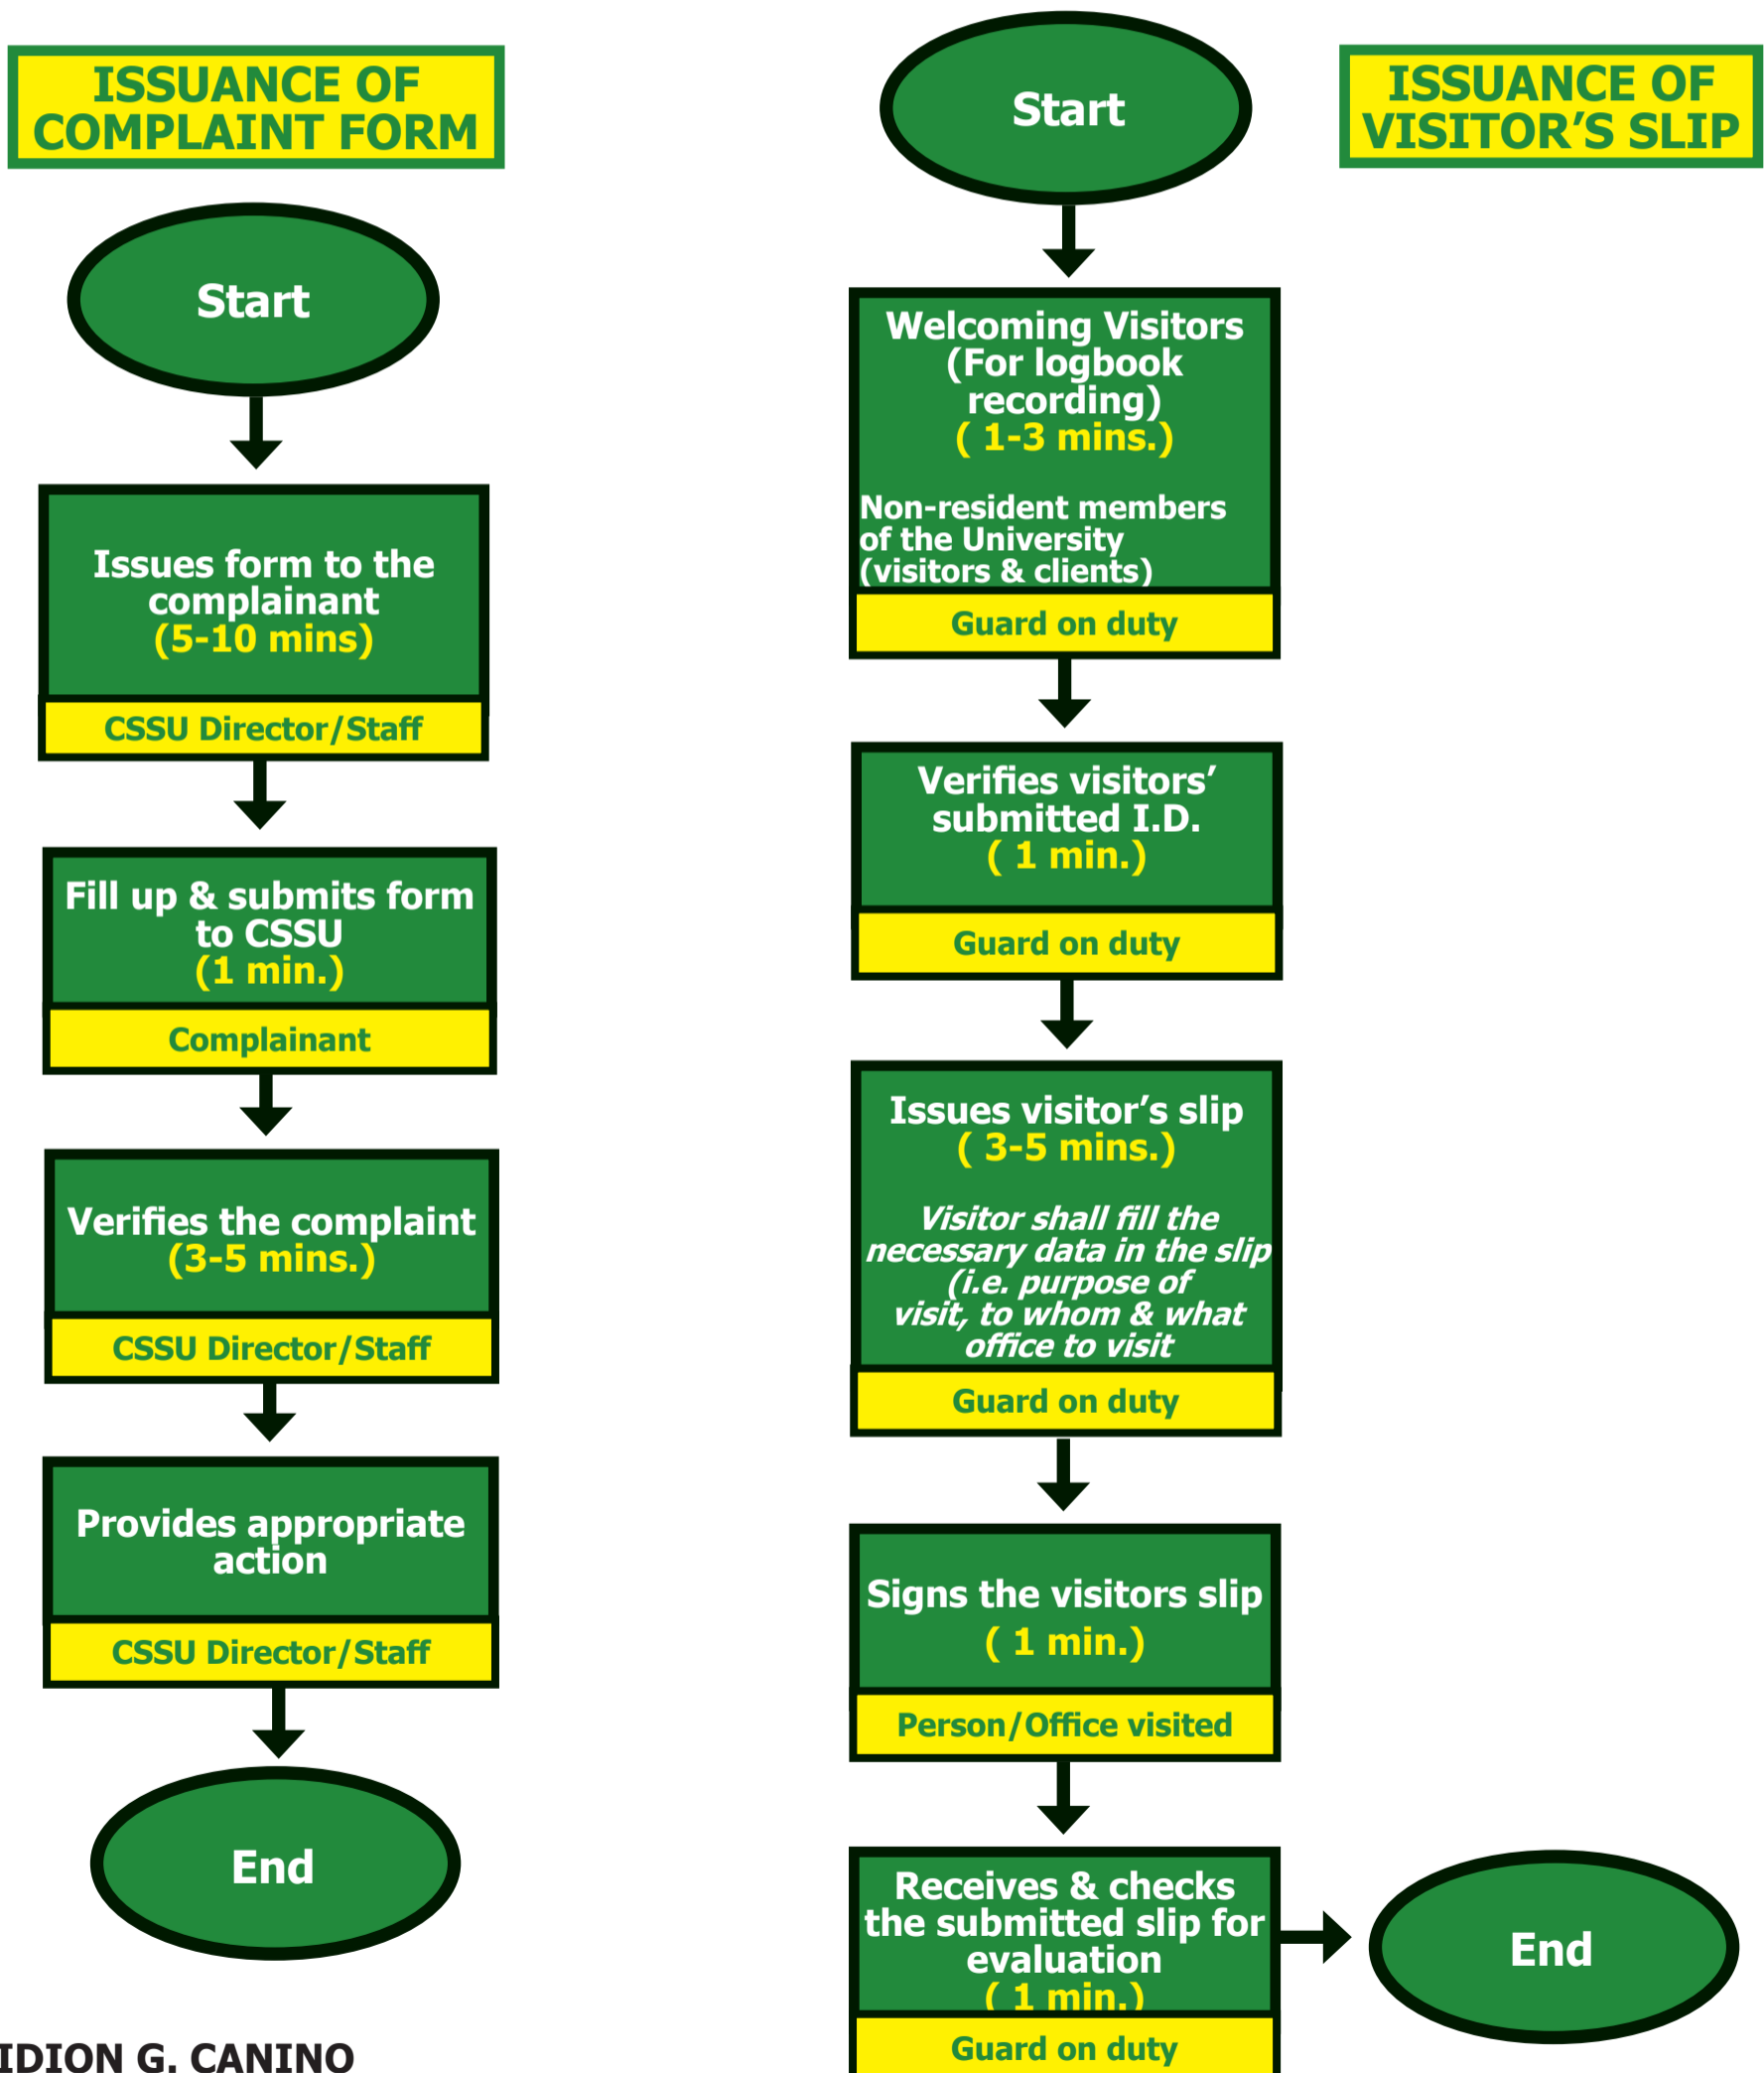 ISSUANCE OF
COMPLAINT FORM
Start
Issues form to the
complainant
(5-10 mins)
CSSU Director/Staff
Fill up & submits form
to CSSU
(1 min.)
Complainant
Verifies the complaint
(3-5 mins.)
CSSU Director/Staff
Provides appropriate
action
CSSU Director/Staff
End
IDION G. CANINO
ISSUANCE OF
VISITOR’S SLIP
Start
Welcoming Visitors
(For logbook
recording)
( 1-3 mins.)
Non-resident members
of the University
(visitors & clients)
Guard on duty
Verifies visitors’
submitted I.D.
( 1 min.)
Guard on duty
Issues visitor’s slip
( 3-5 mins.)
Visitor shall fill the
necessary data in the slip
(i.e. purpose of
visit, to whom & what
office to visit
Guard on duty
Signs the visitors slip
( 1 min.)
Person/Office visited
Receives & checks
the submitted slip for
evaluation
( 1 min.)
Guard on duty
End